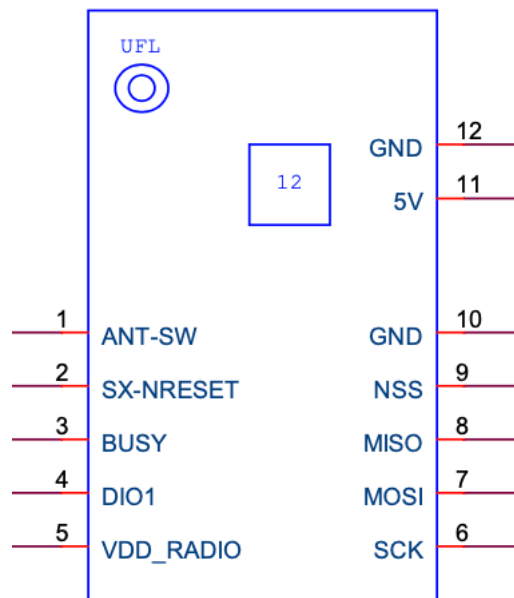 UFL
GND 12
12
5V 11
1 ANT-SW GND 10
2 SX-NRESET NSS 9
3 BUSY MISO 8
4 DIO1 MOSI 7
5 VDD_RADIO SCK 6